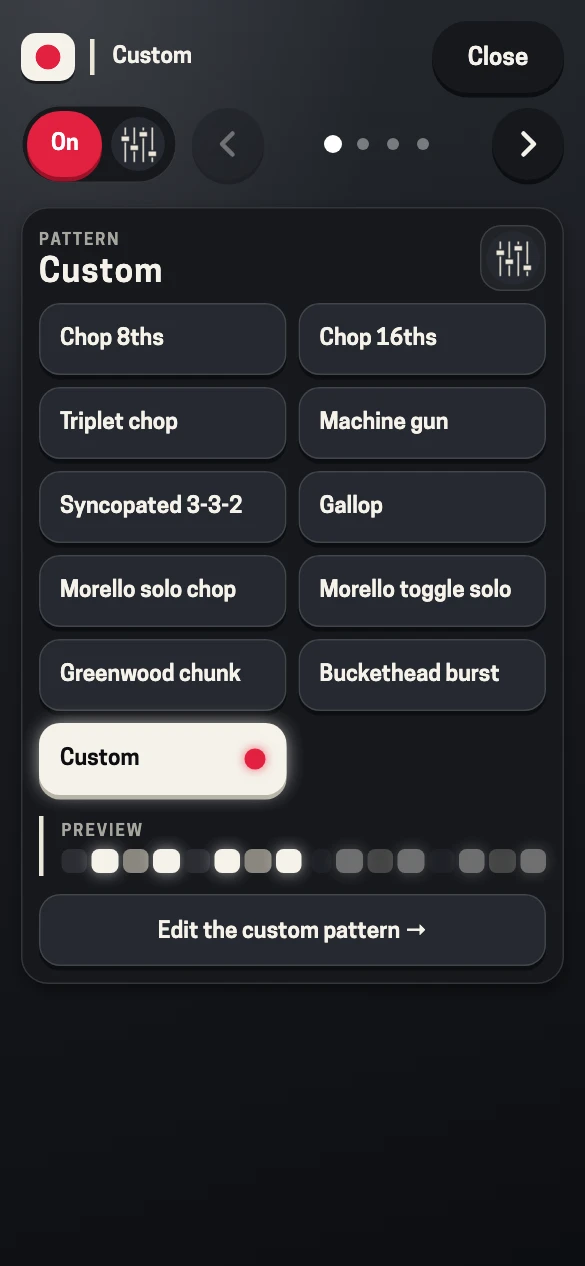 Custom
Close
On
PATTERN
Custom
Chop 8ths
Chop 16ths
Triplet chop
Machine gun
Syncopated 3-3-2
Gallop
Morello solo chop
Morello toggle solo
Greenwood chunk
Buckethead burst
Custom
PREVIEW
Edit the custom pattern →